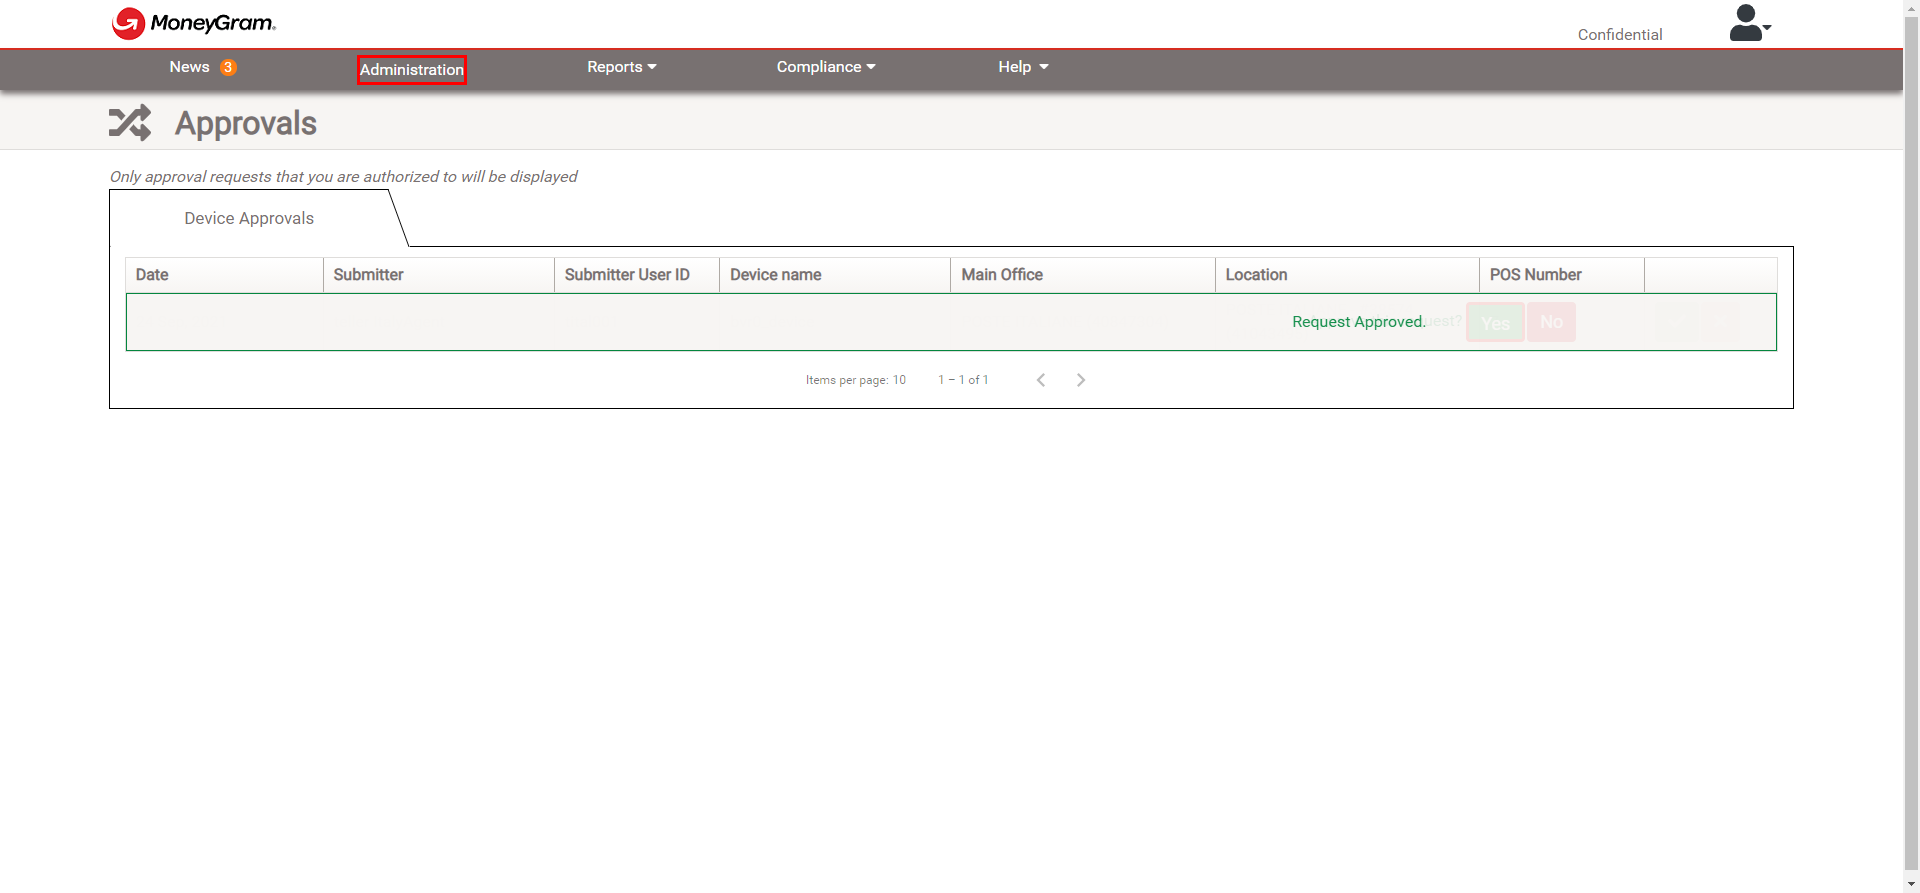 MoneyGram.
Confidential
News 3 Administration Reports Compliance Help
Approvals
Only approval requests that you are authorized to will be displayed
Device Approvals
Date Submitter Submitter User ID Device name Main Office Location POS Number
Request Approved. Yes No
Items per page: 10 1 – 1 of 1